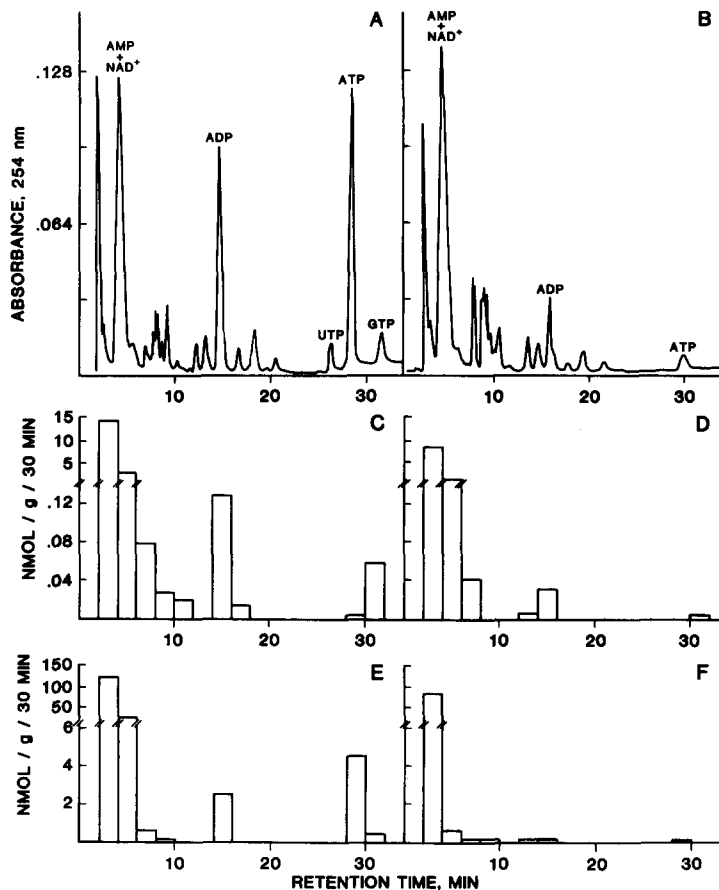 A
B
AMP
+
NAD+
AMP
+
NAD+
ADP
ATP
UTP
GTP
ADP
ATP
.128
.064
ABSORBANCE, 254 nm
10 20 30
10 20 30
C
D
NMOL / g / 30 MIN
15
10
5
.12
.08
.04
10 20 30
10 20 30
E
F
NMOL / g / 30 MIN
150
100
50
6
4
2
10 20 30
10 20 30
RETENTION TIME, MIN